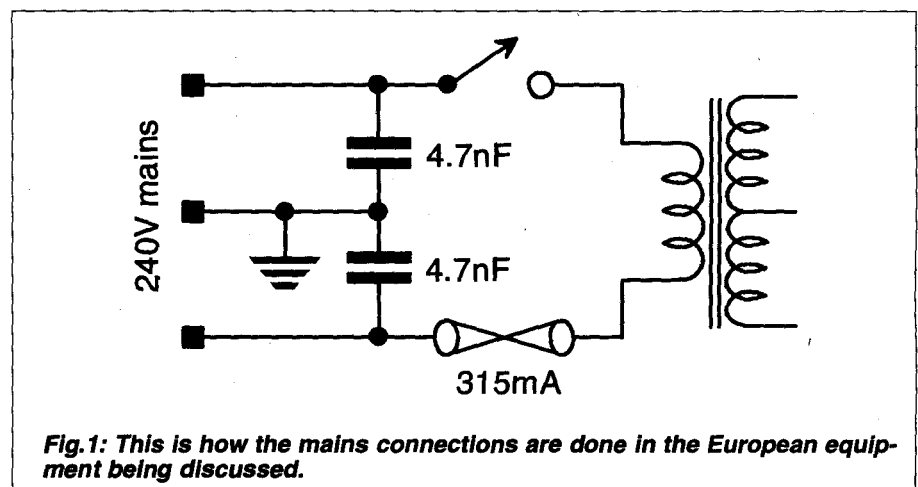 240V mains
4.7nF
4.7nF
315mA
Fig.1: This is how the mains connections are done in the European equip-
ment being discussed.